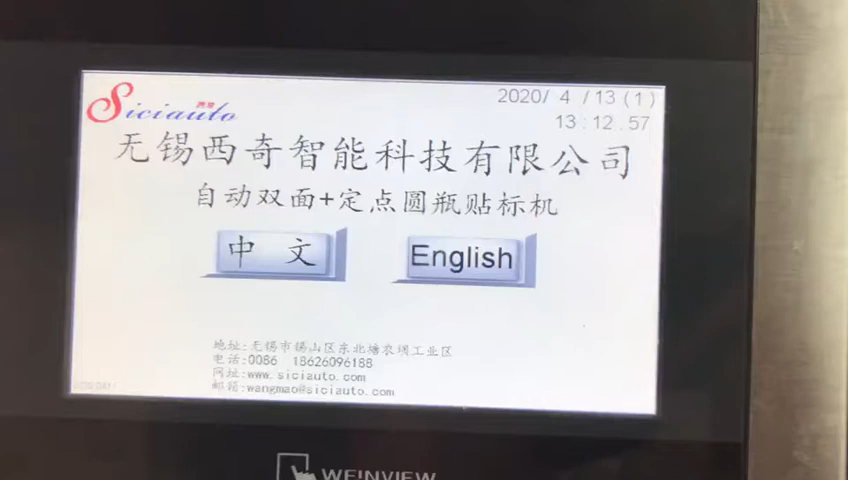 Siciauto 西奇
2020/ 4 /13(1)
13:12:57
无锡西奇智能科技有限公司
自动双面+定点圆瓶贴标机
中 文
English
地址:无锡市锡山区东北塘农坝工业区
电话:0086 18626096188
网址:www.siciauto.com
邮箱:wangmao@siciauto.com
WEINVIEW